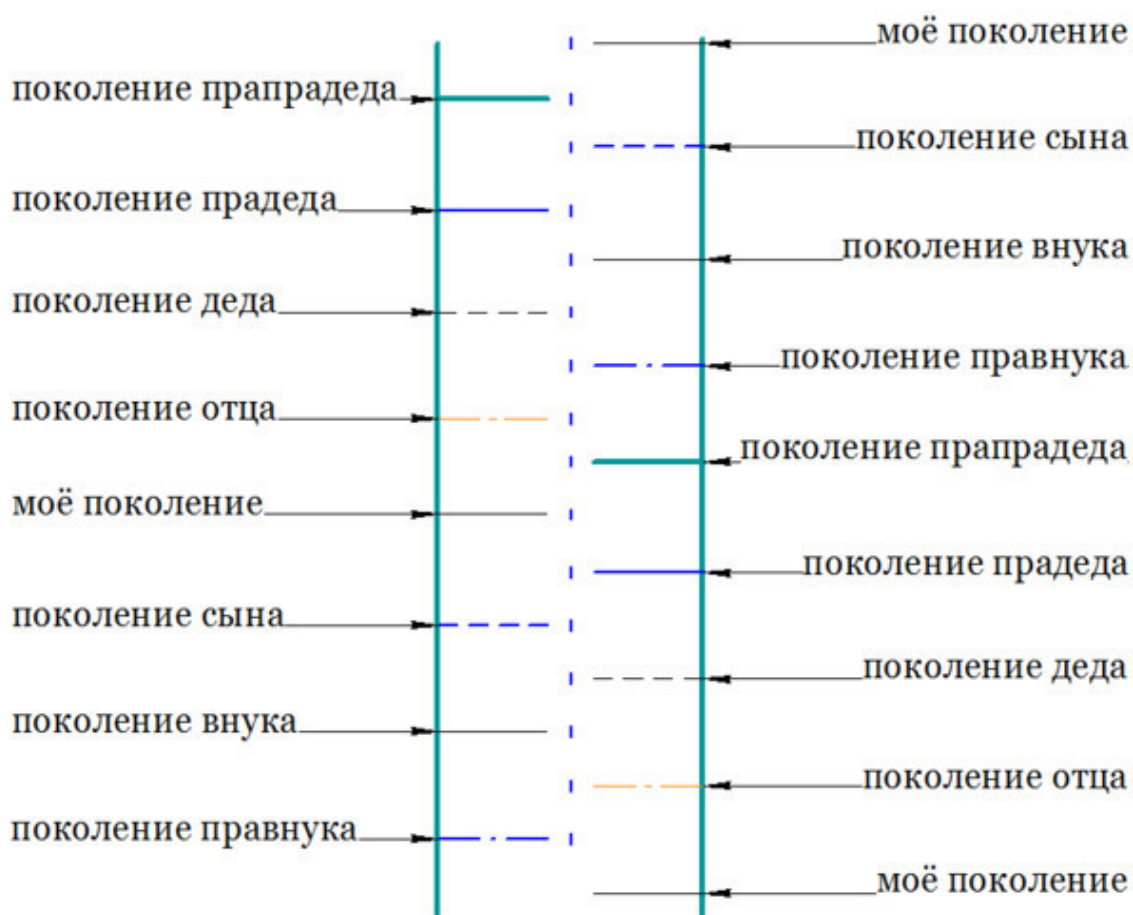 моё поколение
поколение прапрадеда
поколение сына
поколение прадеда
поколение внука
поколение деда
поколение правнука
поколение отца
поколение прапрадеда
моё поколение
поколение прадеда
поколение сына
поколение деда
поколение внука
поколение отца
поколение правнука
моё поколение